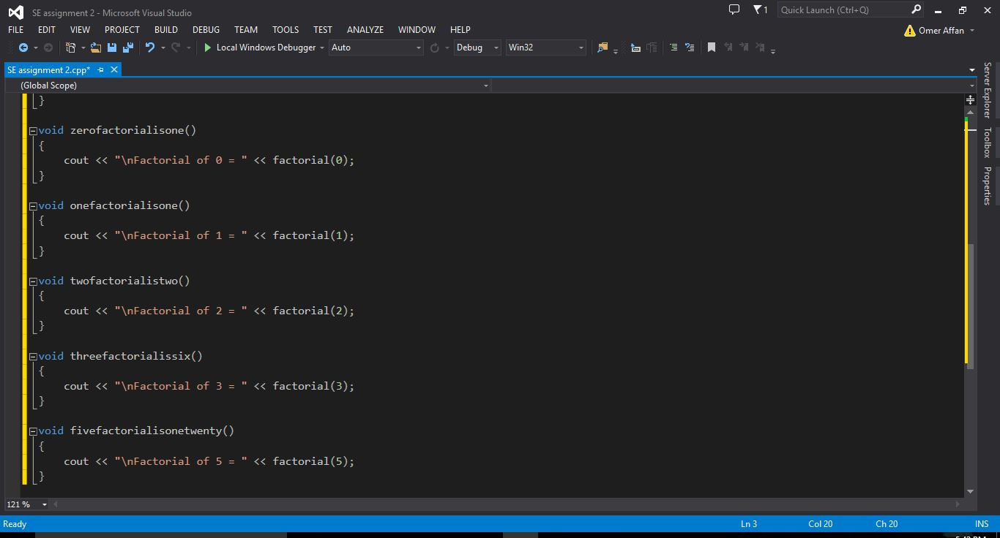 SE assignment 2 - Microsoft Visual Studio
1
Quick Launch (Ctrl+Q)
FILE EDIT VIEW PROJECT BUILD DEBUG TEAM TOOLS TEST ANALYZE WINDOW HELP
Omer Affan
Local Windows Debugger Auto Debug Win32
SE assignment 2.cpp*
(Global Scope)
}
void zerofactorialisone()
{
cout << "\nFactorial of 0 = " << factorial(0);
}
void onefactorialisone()
{
cout << "\nFactorial of 1 = " << factorial(1);
}
void twofactorialistwo()
{
cout << "\nFactorial of 2 = " << factorial(2);
}
void threefactorialissix()
{
cout << "\nFactorial of 3 = " << factorial(3);
}
void fivefactorialisonetwenty()
{
cout << "\nFactorial of 5 = " << factorial(5);
}
Server Explorer
Toolbox
Properties
121 %
Ready Ln 3 Col 20 Ch 20 INS